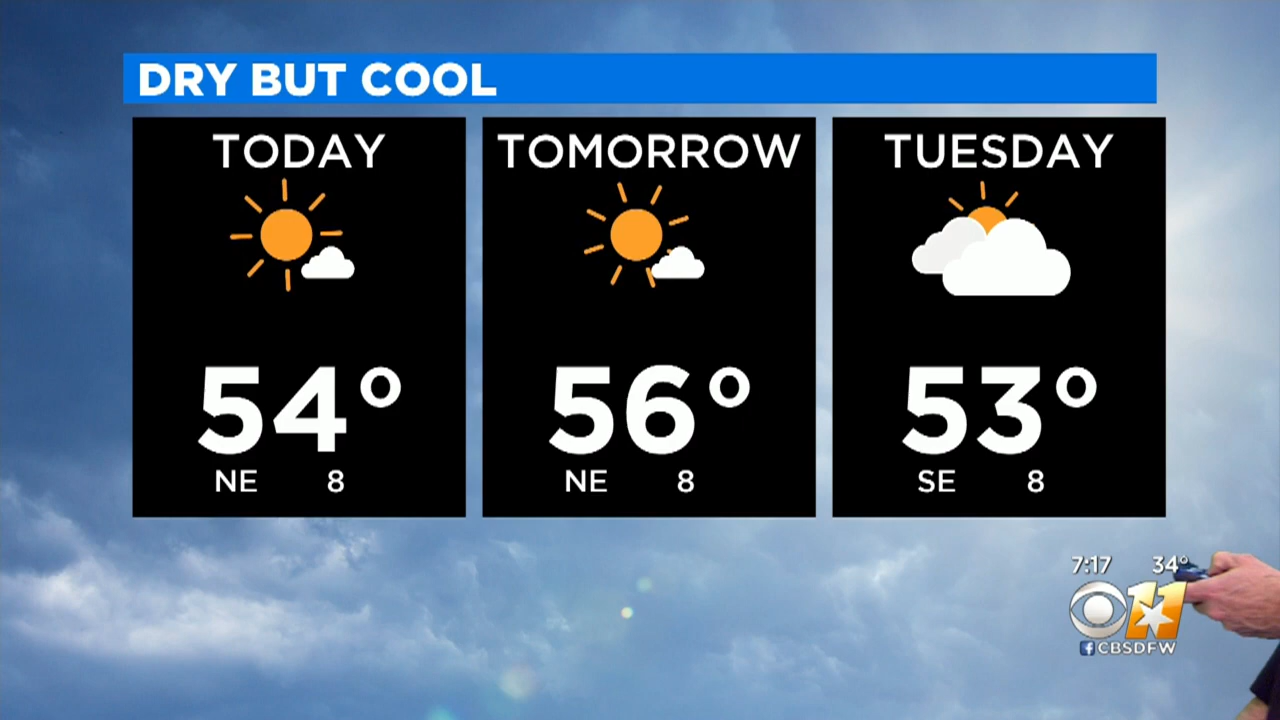 DRY BUT COOL
TODAY
54°
NE 8
TOMORROW
56°
NE 8
TUESDAY
53°
SE 8
7:17 34°
11
f CBSDFW